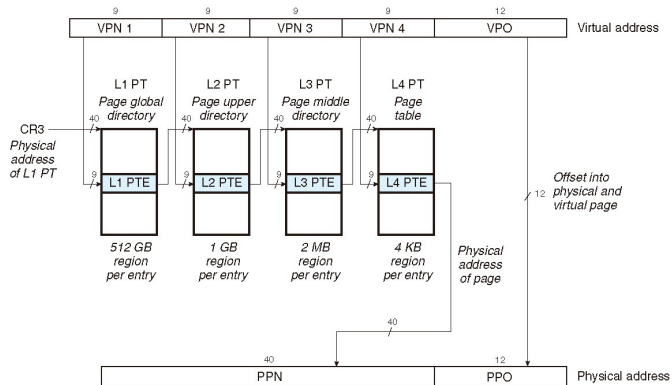 9 9 9 9 12
VPN 1 VPN 2 VPN 3 VPN 4 VPO Virtual address
L1 PT L2 PT L3 PT L4 PT
Page global Page upper Page middle Page
directory directory directory table
40 40 40 40
CR3
Physical
address
of L1 PT
9 9 9 9
L1 PTE L2 PTE L3 PTE L4 PTE
Offset into
physical and
virtual page
12
512 GB 1 GB 2 MB 4 KB
region region region region
per entry per entry per entry per entry
Physical
address
of page
40
40 12
PPN PPO Physical address